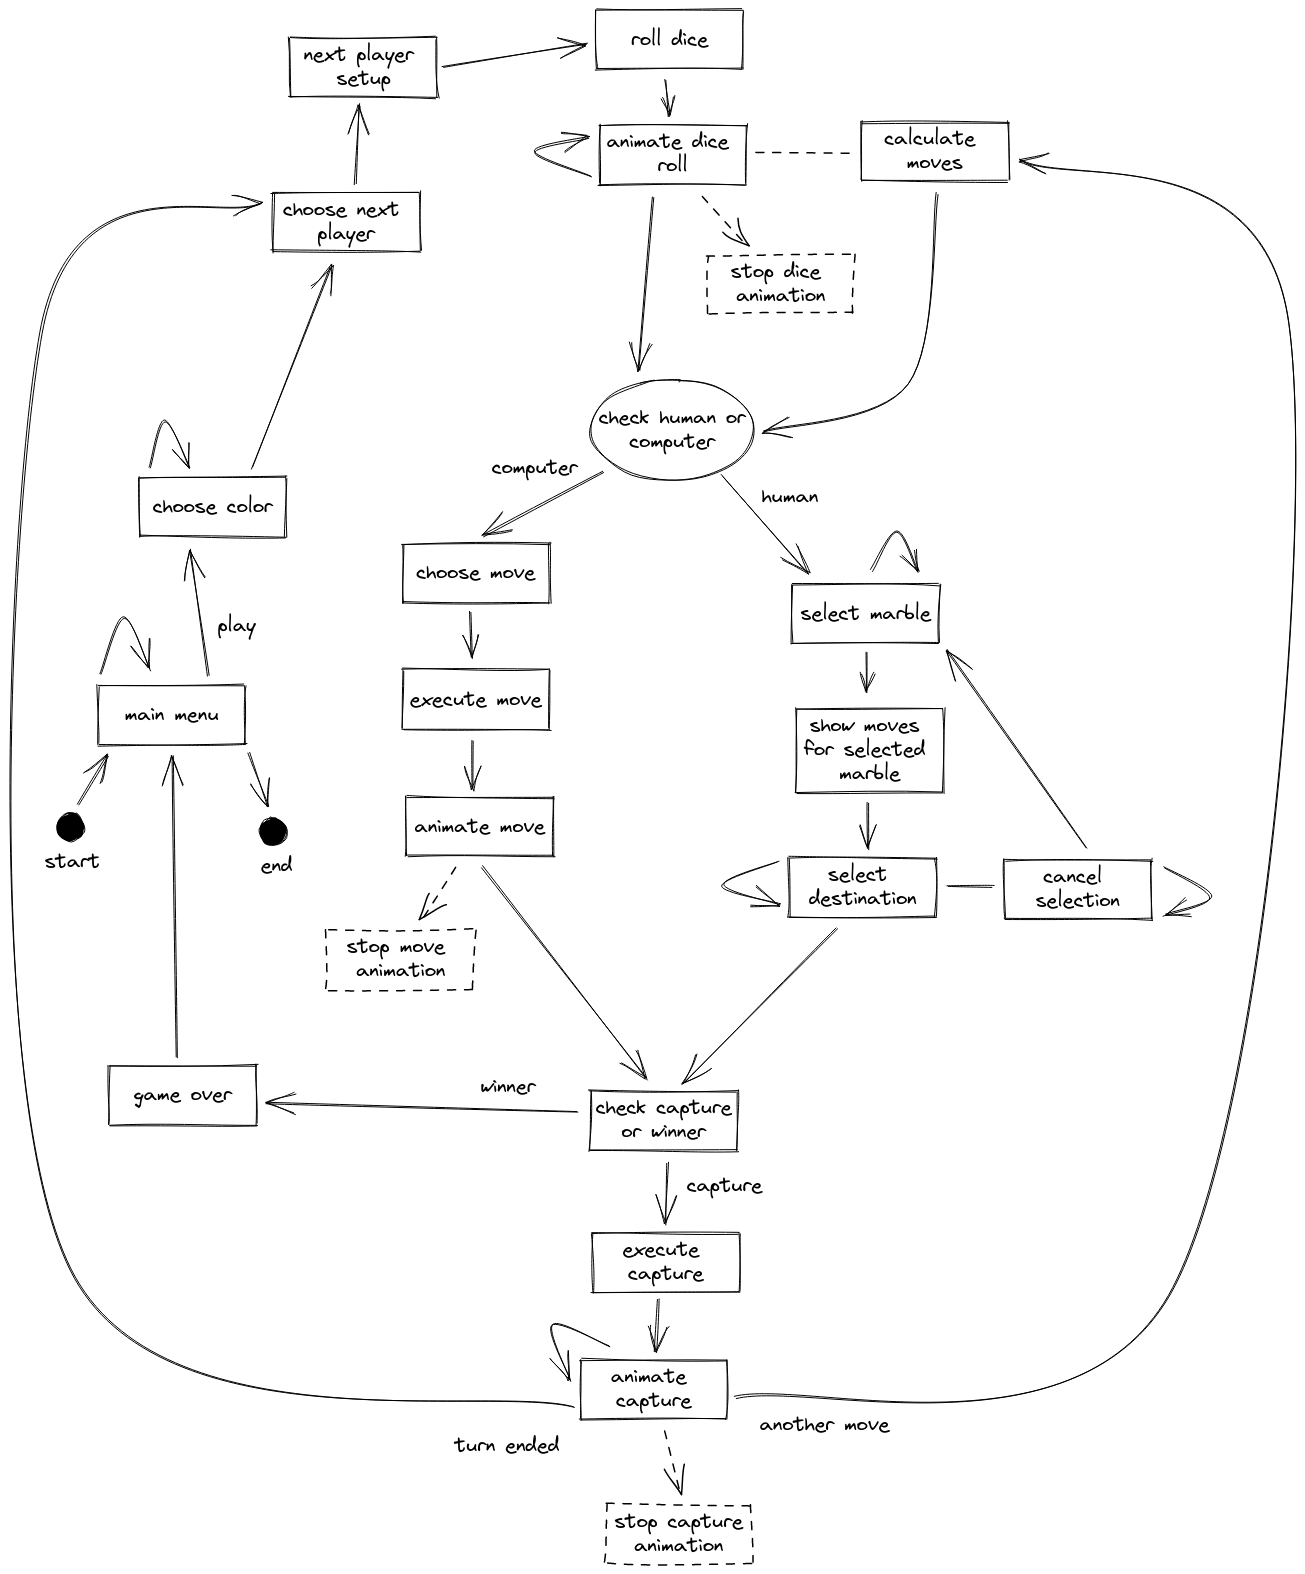 roll dice
next player
setup
animate dice
roll
calculate
moves
choose next
player
stop dice
animation
check human or
computer
computer
human
choose color
choose move
select marble
play
main menu
execute move
show moves
for selected
marble
start
end
animate move
select
destination
cancel
selection
stop move
animation
game over
winner
check capture
or winner
capture
execute
capture
animate
capture
turn ended
another move
stop capture
animation